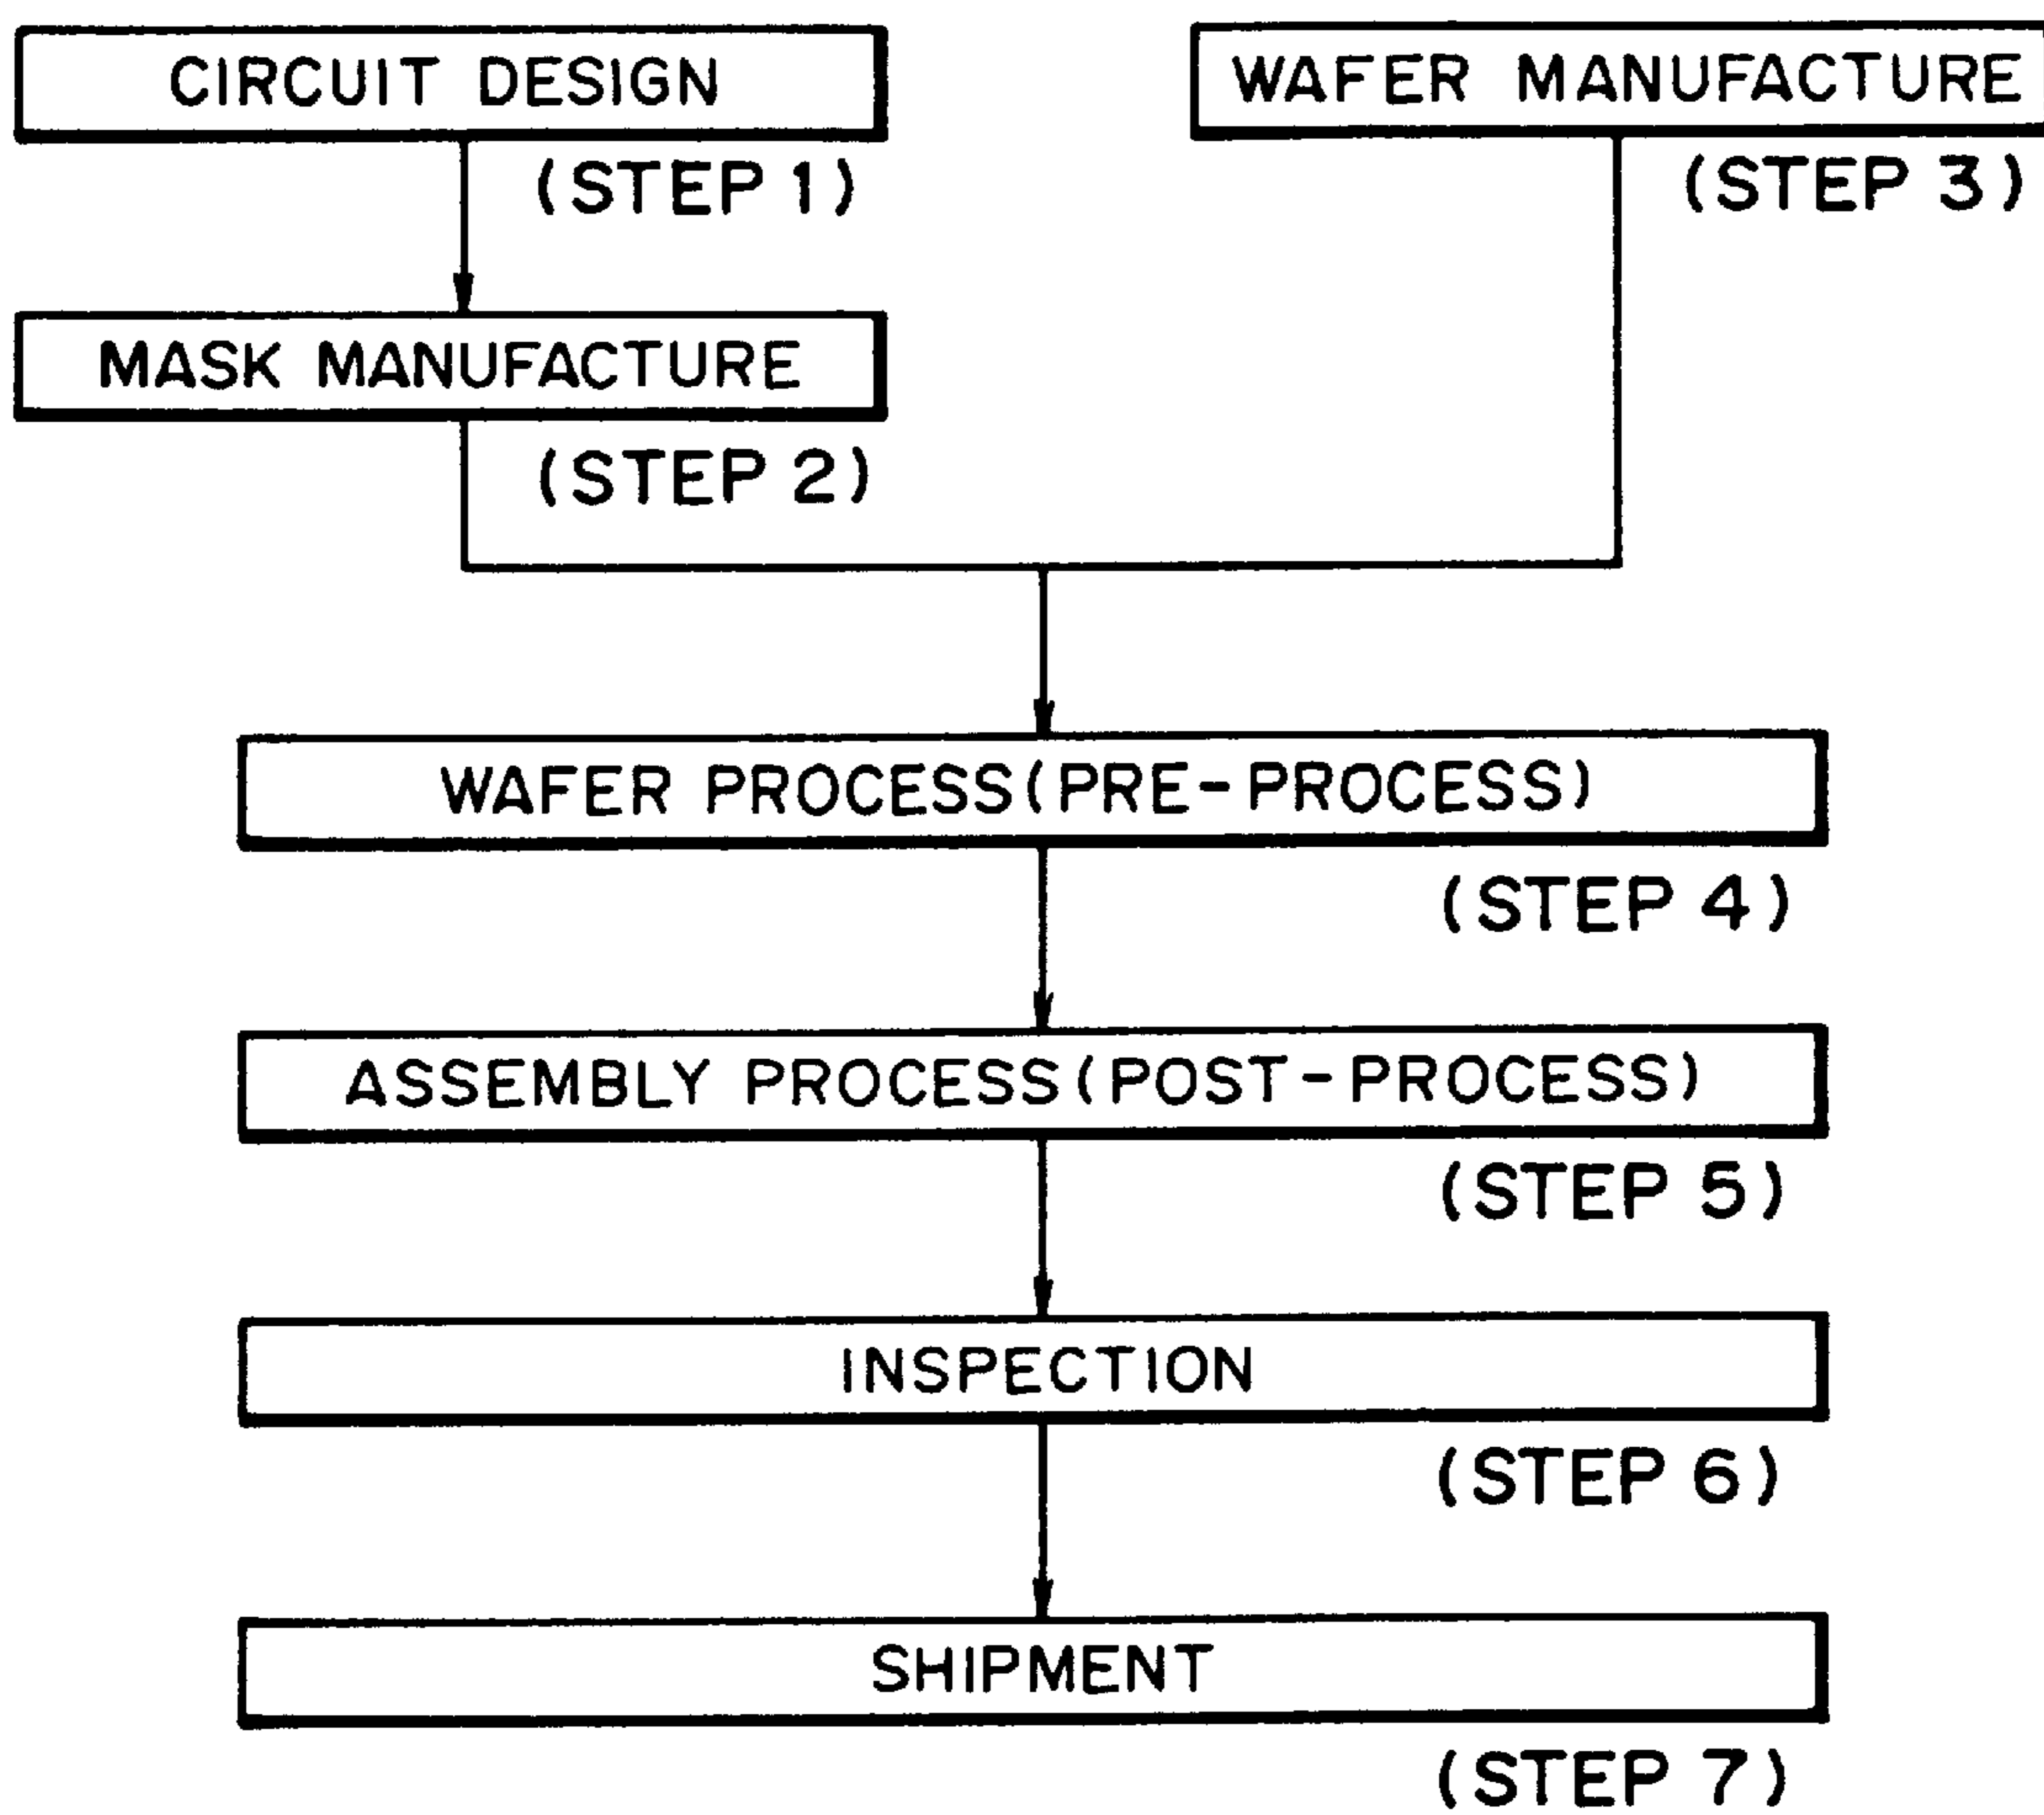 CIRCUIT DESIGN
(STEP 1)
MASK MANUFACTURE
(STEP 2)
WAFER MANUFACTURE
(STEP 3)
WAFER PROCESS(PRE-PROCESS)
(STEP 4)
ASSEMBLY PROCESS(POST-PROCESS)
(STEP 5)
INSPECTION
(STEP 6)
SHIPMENT
(STEP 7)